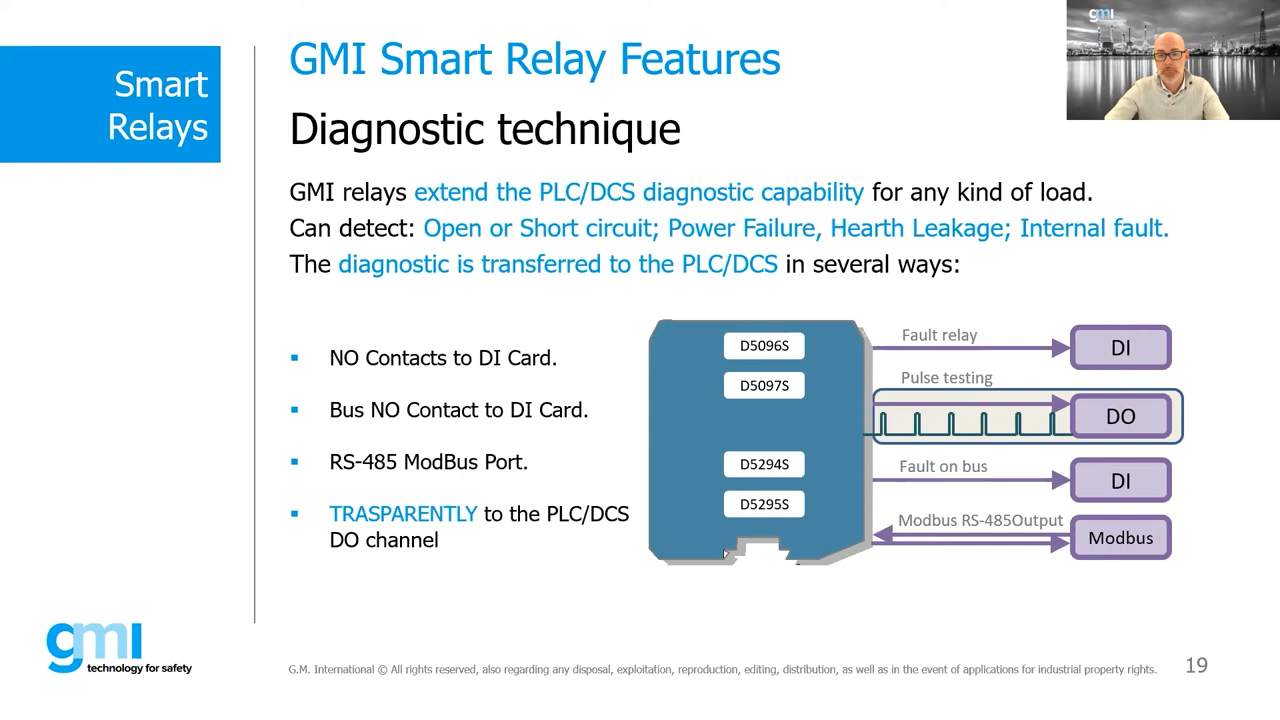 gmi
Smart
Relays
GMI Smart Relay Features
Diagnostic technique
GMI relays extend the PLC/DCS diagnostic capability for any kind of load.
Can detect: Open or Short circuit; Power Failure, Hearth Leakage; Internal fault.
The diagnostic is transferred to the PLC/DCS in several ways:
▪ NO Contacts to DI Card.
▪ Bus NO Contact to DI Card.
▪ RS-485 ModBus Port.
▪ TRASPARENTLY to the PLC/DCS
DO channel
D5096S
D5097S
D5294S
D5295S
Fault relay
DI
Pulse testing
DO
Fault on bus
DI
Modbus RS-485Output
Modbus
gmi
technology for safety
G.M. International © All rights reserved, also regarding any disposal, exploitation, reproduction, editing, distribution, as well as in the event of applications for industrial property rights.
19